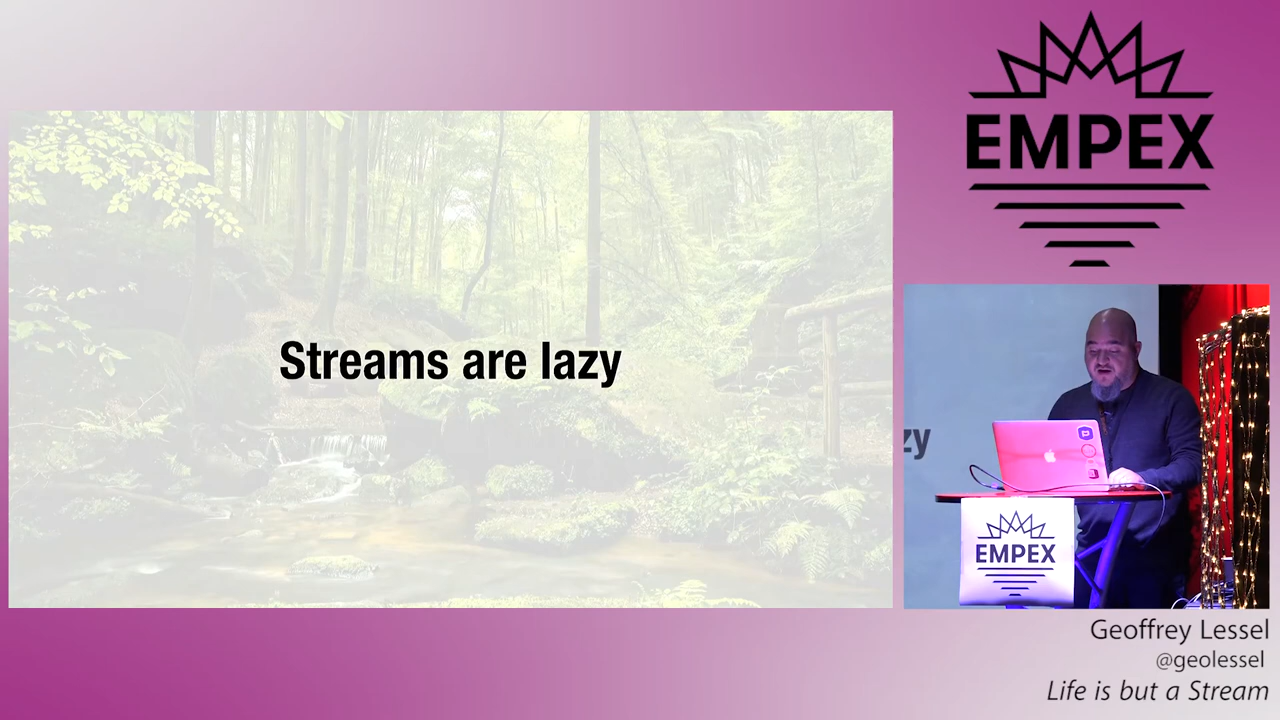 EMPEX
Streams are lazy
zy
EMPEX
Geoffrey Lessel
@geolessel
Life is but a Stream